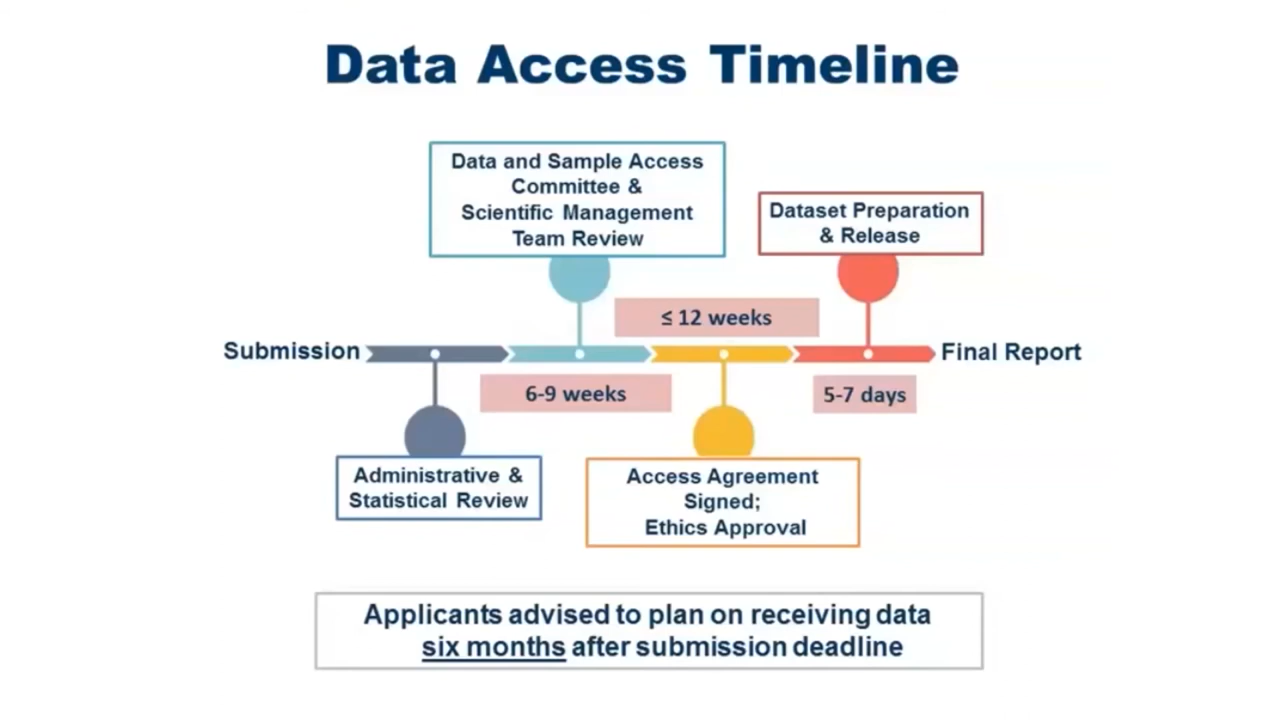 Data Access Timeline
Data and Sample Access
Committee &
Scientific Management
Team Review
Dataset Preparation
& Release
≤ 12 weeks
Submission
Final Report
6-9 weeks
5-7 days
Administrative &
Statistical Review
Access Agreement
Signed;
Ethics Approval
Applicants advised to plan on receiving data
six months after submission deadline